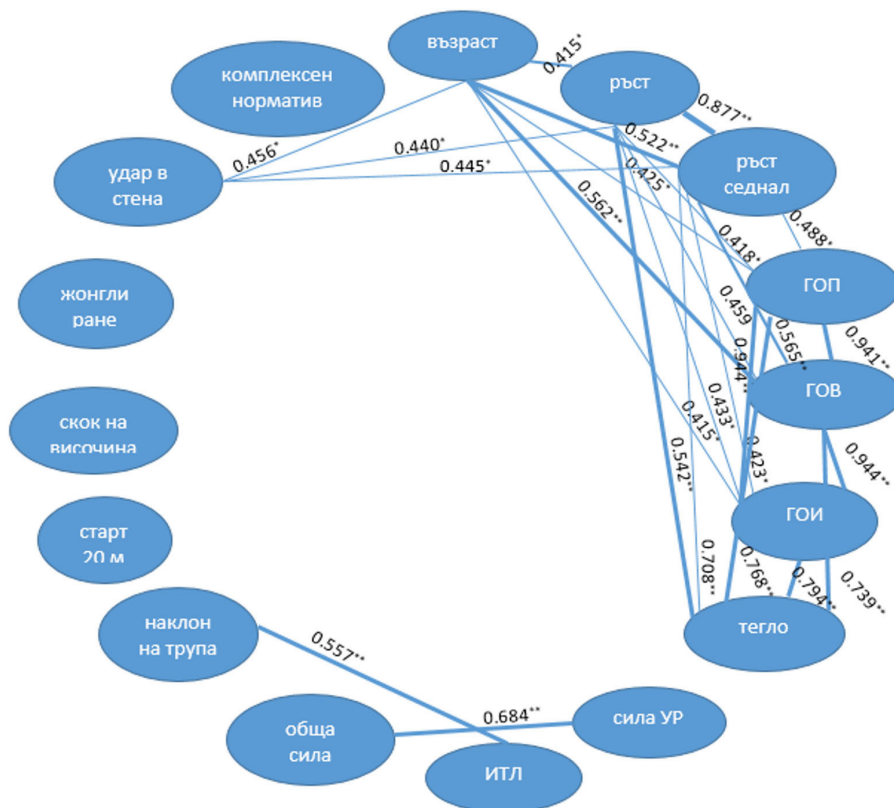 възраст
0.415*
ръст
комплексен
норматив
0.877**
0.456*
0.440*
0.522**
удар в
стена
0.445*
0.425*
ръст
седнал
0.562**
0.488*
0.418*
жонгли
ране
ГОП
0.459
0.565**
0.941**
0.944**
ГОВ
скок на
височина
0.433*
0.415*
0.423*
0.944**
0.542**
ГОИ
старт
20 м
0.708**
0.768**
0.794**
0.739**
наклон
на трупа
тегло
0.557**
0.684**
сила УР
обща
сила
ИТЛ